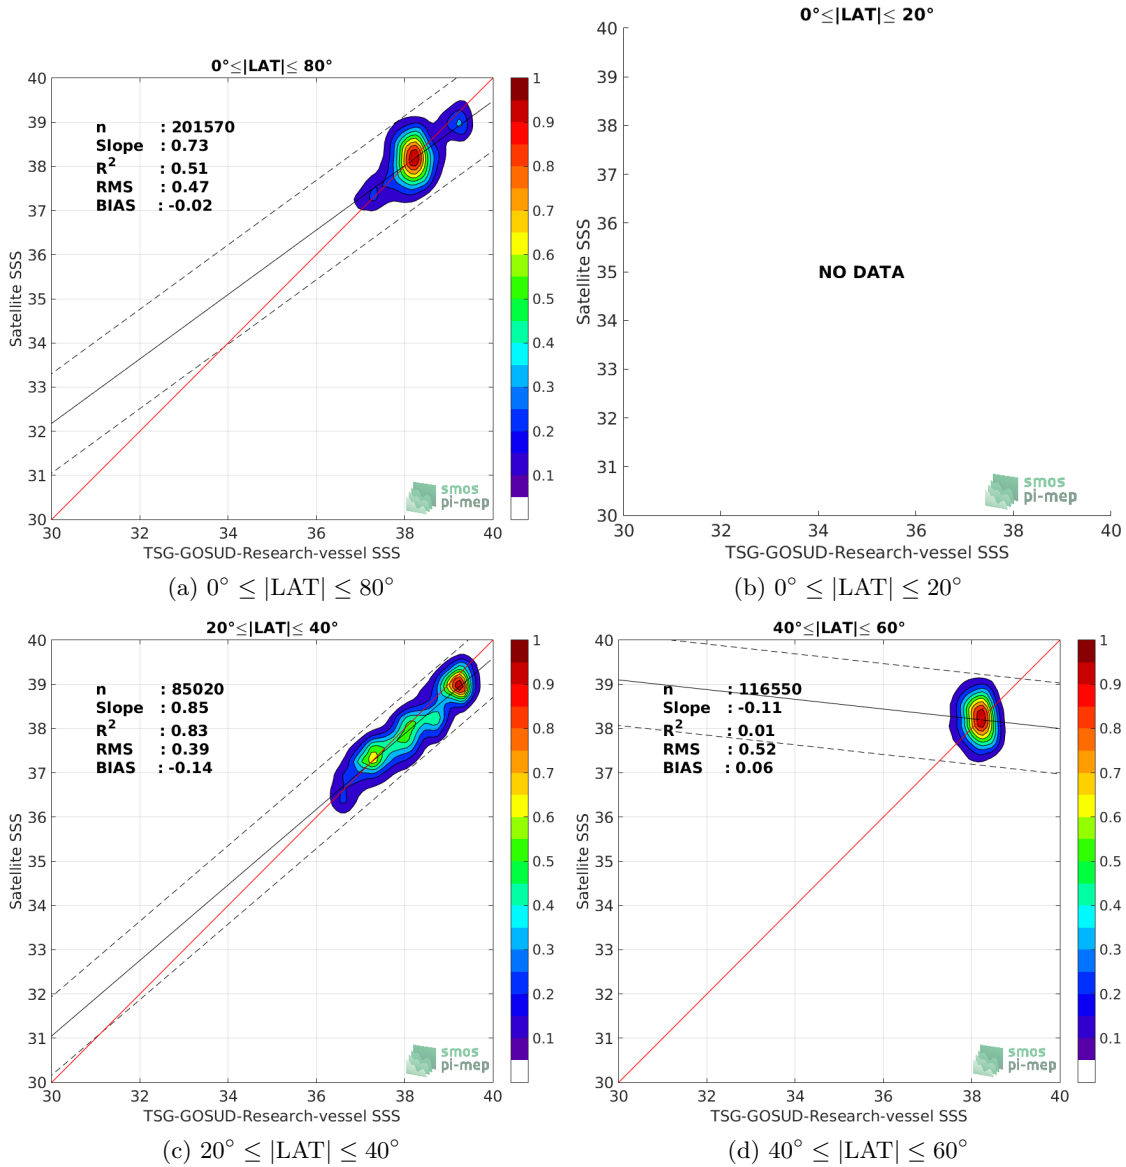 0°≤|LAT|≤ 80°
40
39
38
37
36
35
34
33
32
31
30
Satellite SSS
n : 201570
Slope : 0.73
R2 : 0.51
RMS : 0.47
BIAS : -0.02
smos
pi-mep
30 32 34 36 38 40
TSG-GOSUD-Research-vessel SSS
1
0.9
0.8
0.7
0.6
0.5
0.4
0.3
0.2
0.1
(a) 0° ≤ |LAT| ≤ 80°
0°≤|LAT|≤ 20°
40
39
38
37
36
35
34
33
32
31
30
Satellite SSS
NO DATA
smos
pi-mep
30 32 34 36 38 40
TSG-GOSUD-Research-vessel SSS
(b) 0° ≤ |LAT| ≤ 20°
20°≤|LAT|≤ 40°
40
39
38
37
36
35
34
33
32
31
30
Satellite SSS
n : 85020
Slope : 0.85
R2 : 0.83
RMS : 0.39
BIAS : -0.14
smos
pi-mep
30 32 34 36 38 40
TSG-GOSUD-Research-vessel SSS
1
0.9
0.8
0.7
0.6
0.5
0.4
0.3
0.2
0.1
(c) 20° ≤ |LAT| ≤ 40°
40°≤|LAT|≤ 60°
40
39
38
37
36
35
34
33
32
31
30
Satellite SSS
n : 116550
Slope : -0.11
R2 : 0.01
RMS : 0.52
BIAS : 0.06
smos
pi-mep
30 32 34 36 38 40
TSG-GOSUD-Research-vessel SSS
1
0.9
0.8
0.7
0.6
0.5
0.4
0.3
0.2
0.1
(d) 40° ≤ |LAT| ≤ 60°